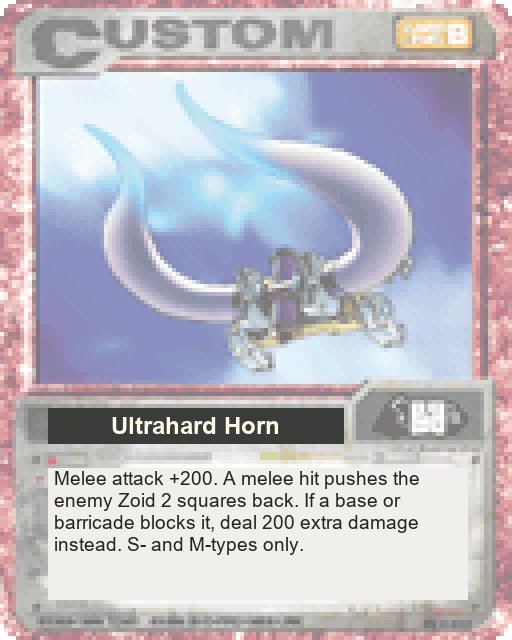 CUSTOM
B
Ultrahard Horn
Melee attack +200. A melee hit pushes the
enemy Zoid 2 squares back. If a base or
barricade blocks it, deal 200 extra damage
instead. S- and M-types only.